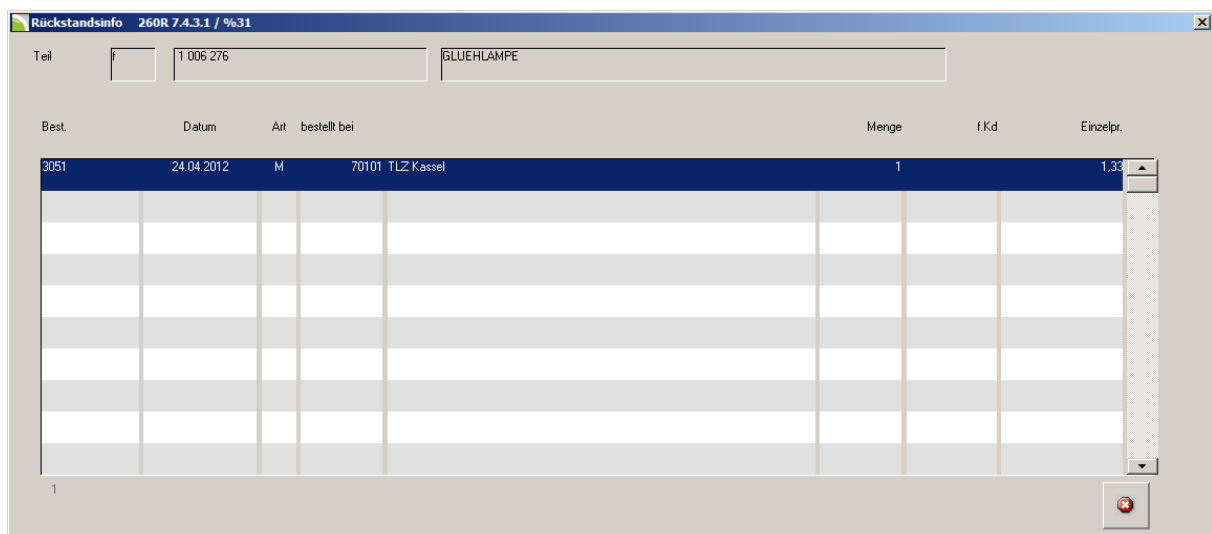 Rückstandsinfo 260R 7.4.3.1 / %31
Teil f 1 006 276 GLUEHLAMPE
Best. Datum Art bestellt bei Menge f.Kd Einzelpr.
3051 24.04.2012 M 70101 TLZ Kassel 1 1,33
1